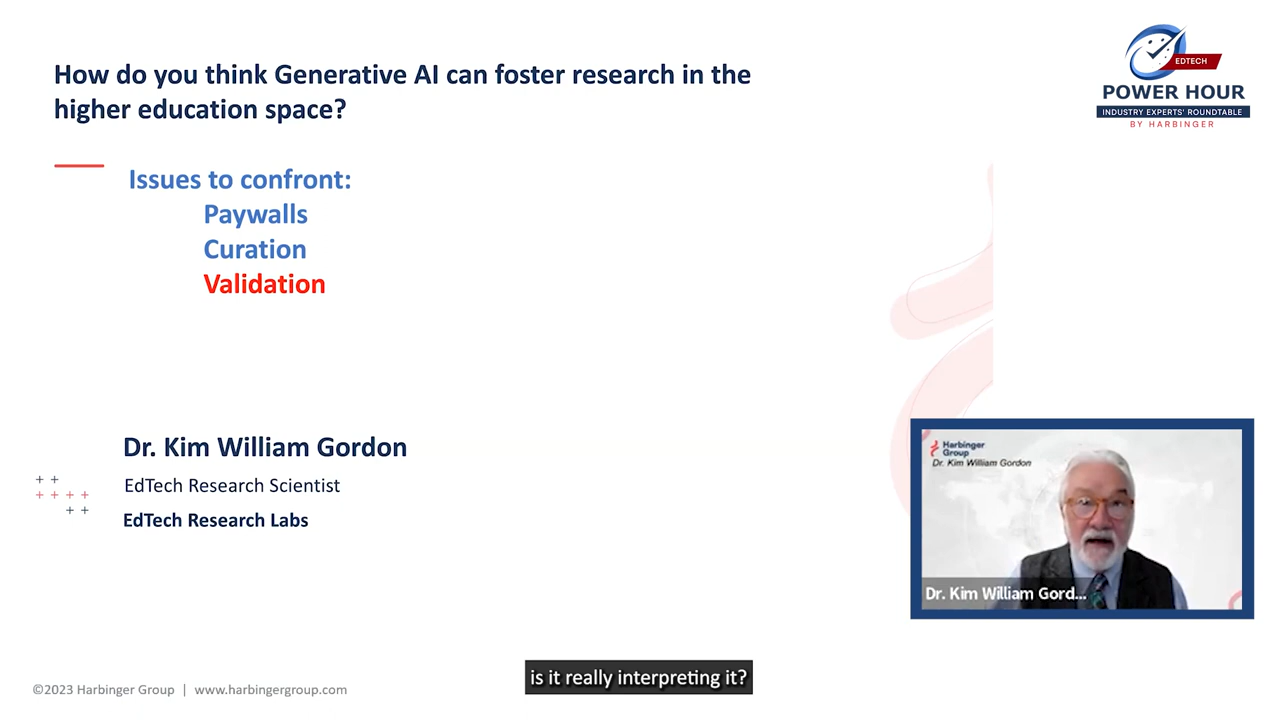 How do you think Generative AI can foster research in the
higher education space?
EDTECH
POWER HOUR
INDUSTRY EXPERTS' ROUNDTABLE
BY HARBINGER
Issues to confront:
Paywalls
Curation
Validation
Dr. Kim William Gordon
EdTech Research Scientist
EdTech Research Labs
Harbinger
Group
Dr. Kim William Gordon
Dr. Kim William Gord...
is it really interpreting it?
©2023 Harbinger Group | www.harbingergroup.com